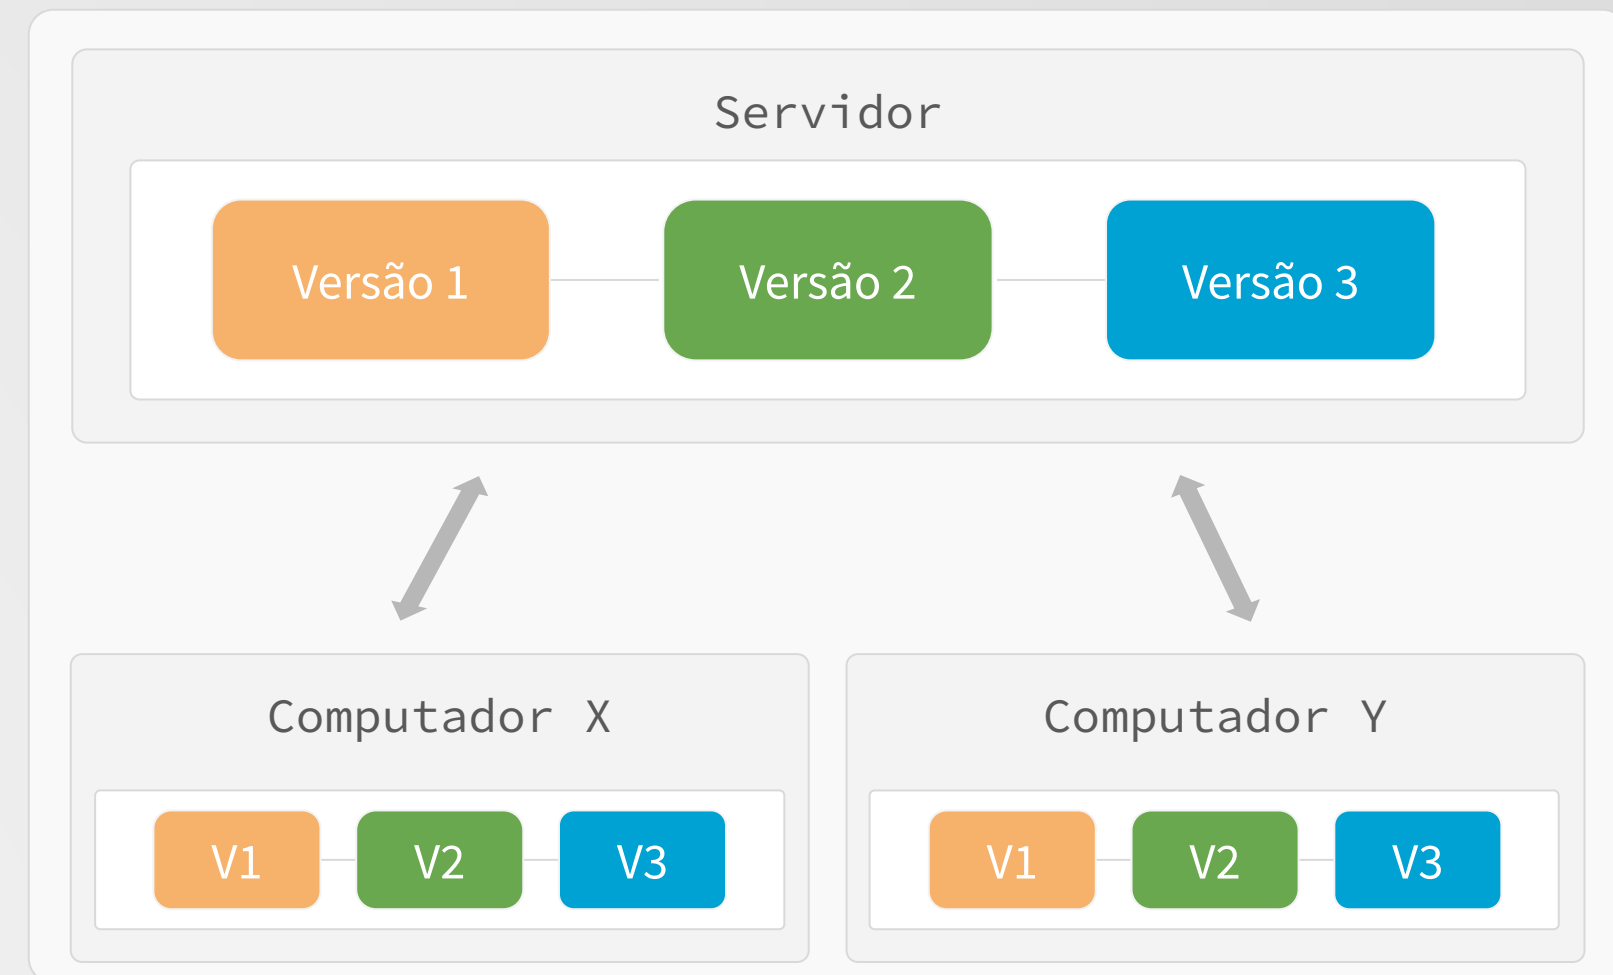 Servidor
Versão 1
Versão 2
Versão 3
Computador X
Computador Y
V1
V2
V3
V1
V2
V3